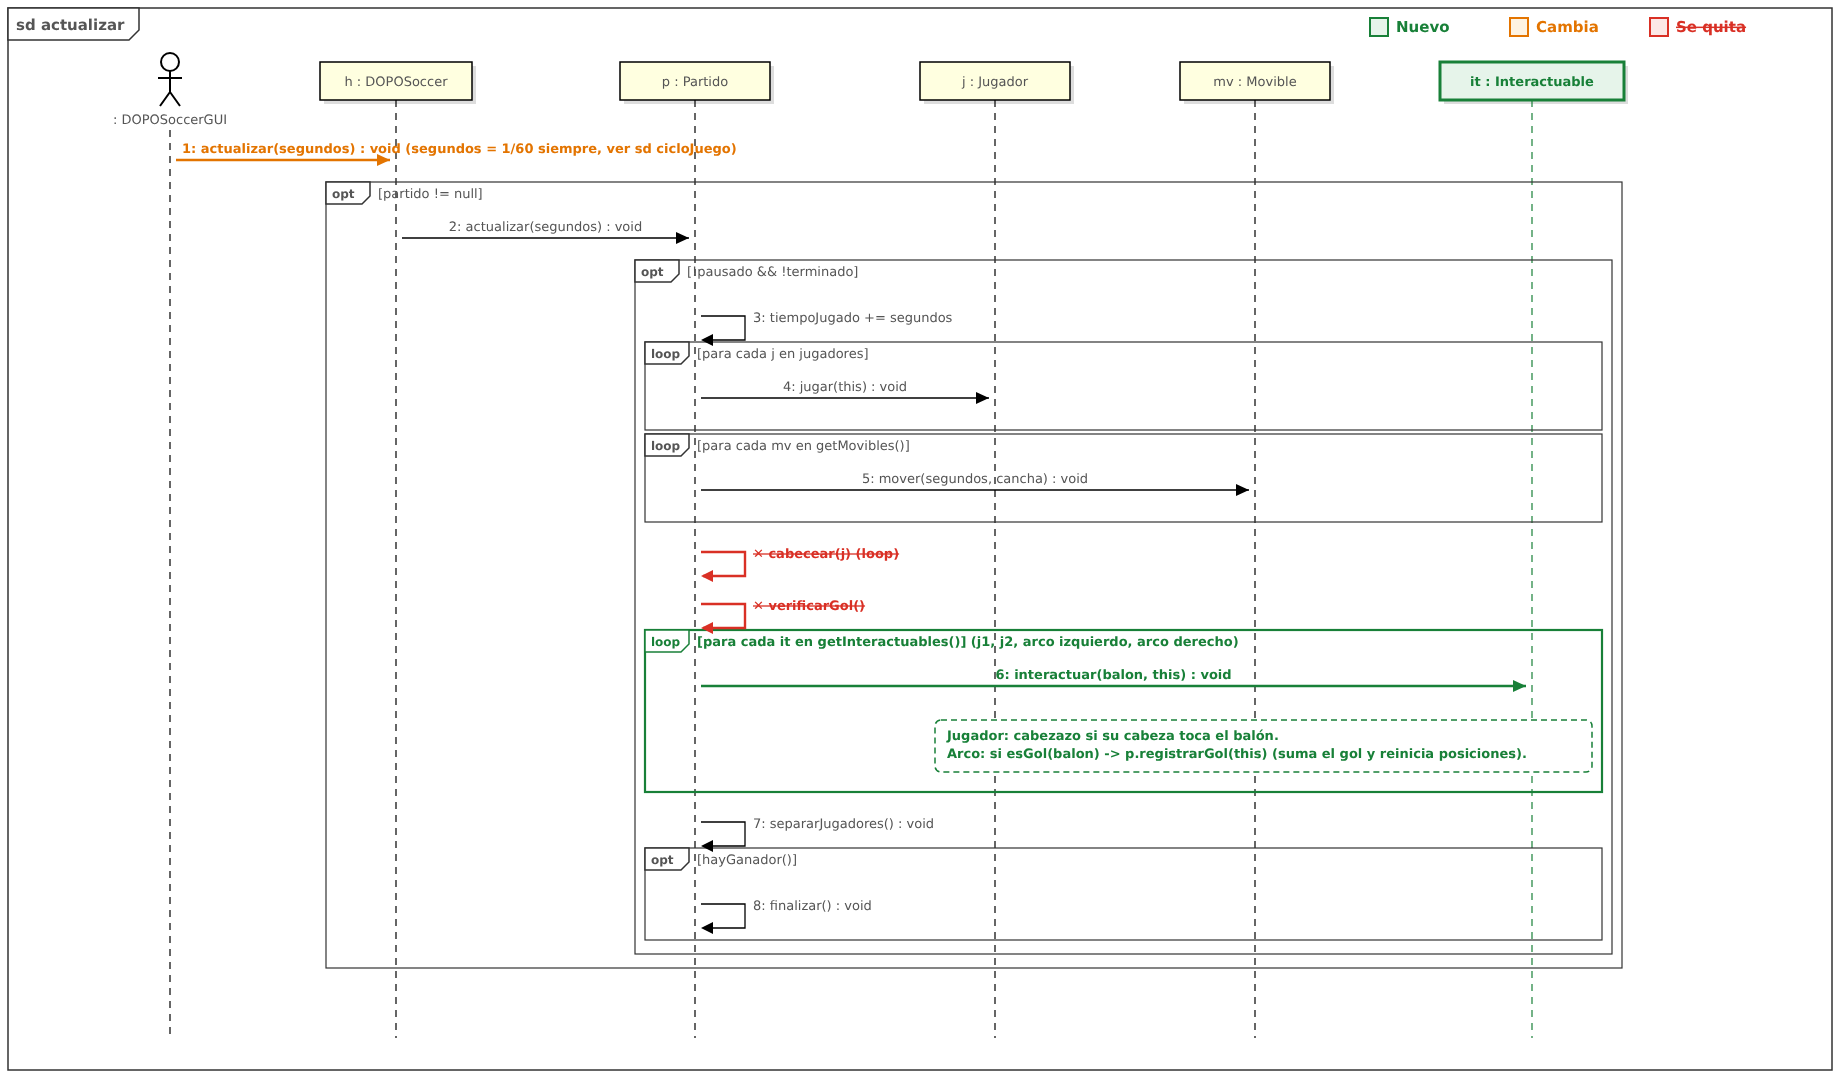 sd actualizar
Nuevo
Cambia
Se quita
h : DOPOSoccer
p : Partido
j : Jugador
mv : Movible
it : Interactuable
: DOPOSoccerGUI
1: actualizar(segundos) : void (segundos = 1/60 siempre, ver sd cicloJuego)
opt [partido != null]
2: actualizar(segundos) : void
opt [!pausado && !terminado]
3: tiempoJugado += segundos
loop [para cada j en jugadores]
4: jugar(this) : void
loop [para cada mv en getMovibles()]
5: mover(segundos, cancha) : void
✕ cabecear(j) (loop)
✕ verificarGol()
loop [para cada it en getInteractuables()] (j1, j2, arco izquierdo, arco derecho)
6: interactuar(balon, this) : void
Jugador: cabezazo si su cabeza toca el balón.
Arco: si esGol(balon) -> p.registrarGol(this) (suma el gol y reinicia posiciones).
7: separarJugadores() : void
opt [hayGanador()]
8: finalizar() : void